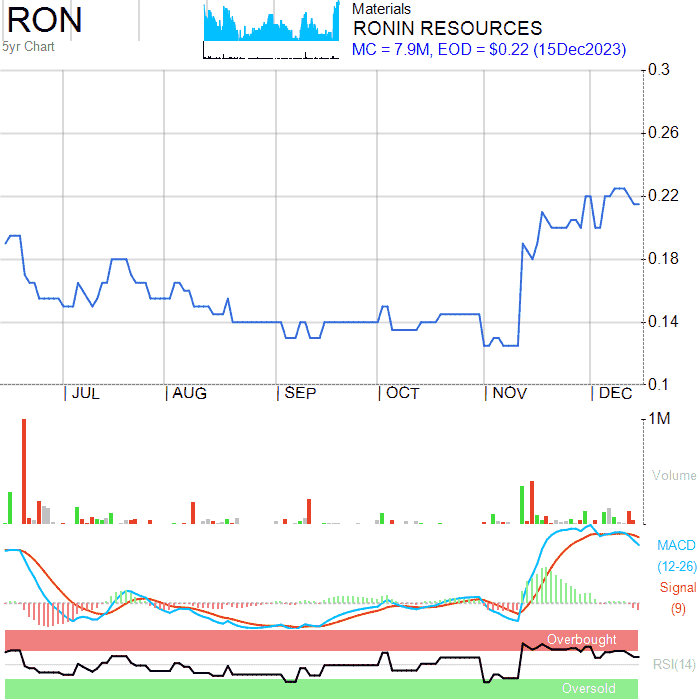 RON
5yr Chart
Materials
RONIN RESOURCES
MC = 7.9M, EOD = $0.22 (15Dec2023)
0.3
0.26
0.22
0.18
0.14
0.1
JUL
AUG
SEP
OCT
NOV
DEC
1M
Volume
MACD
(12-26)
Signal
(9)
Overbought
RSI(14)
Oversold